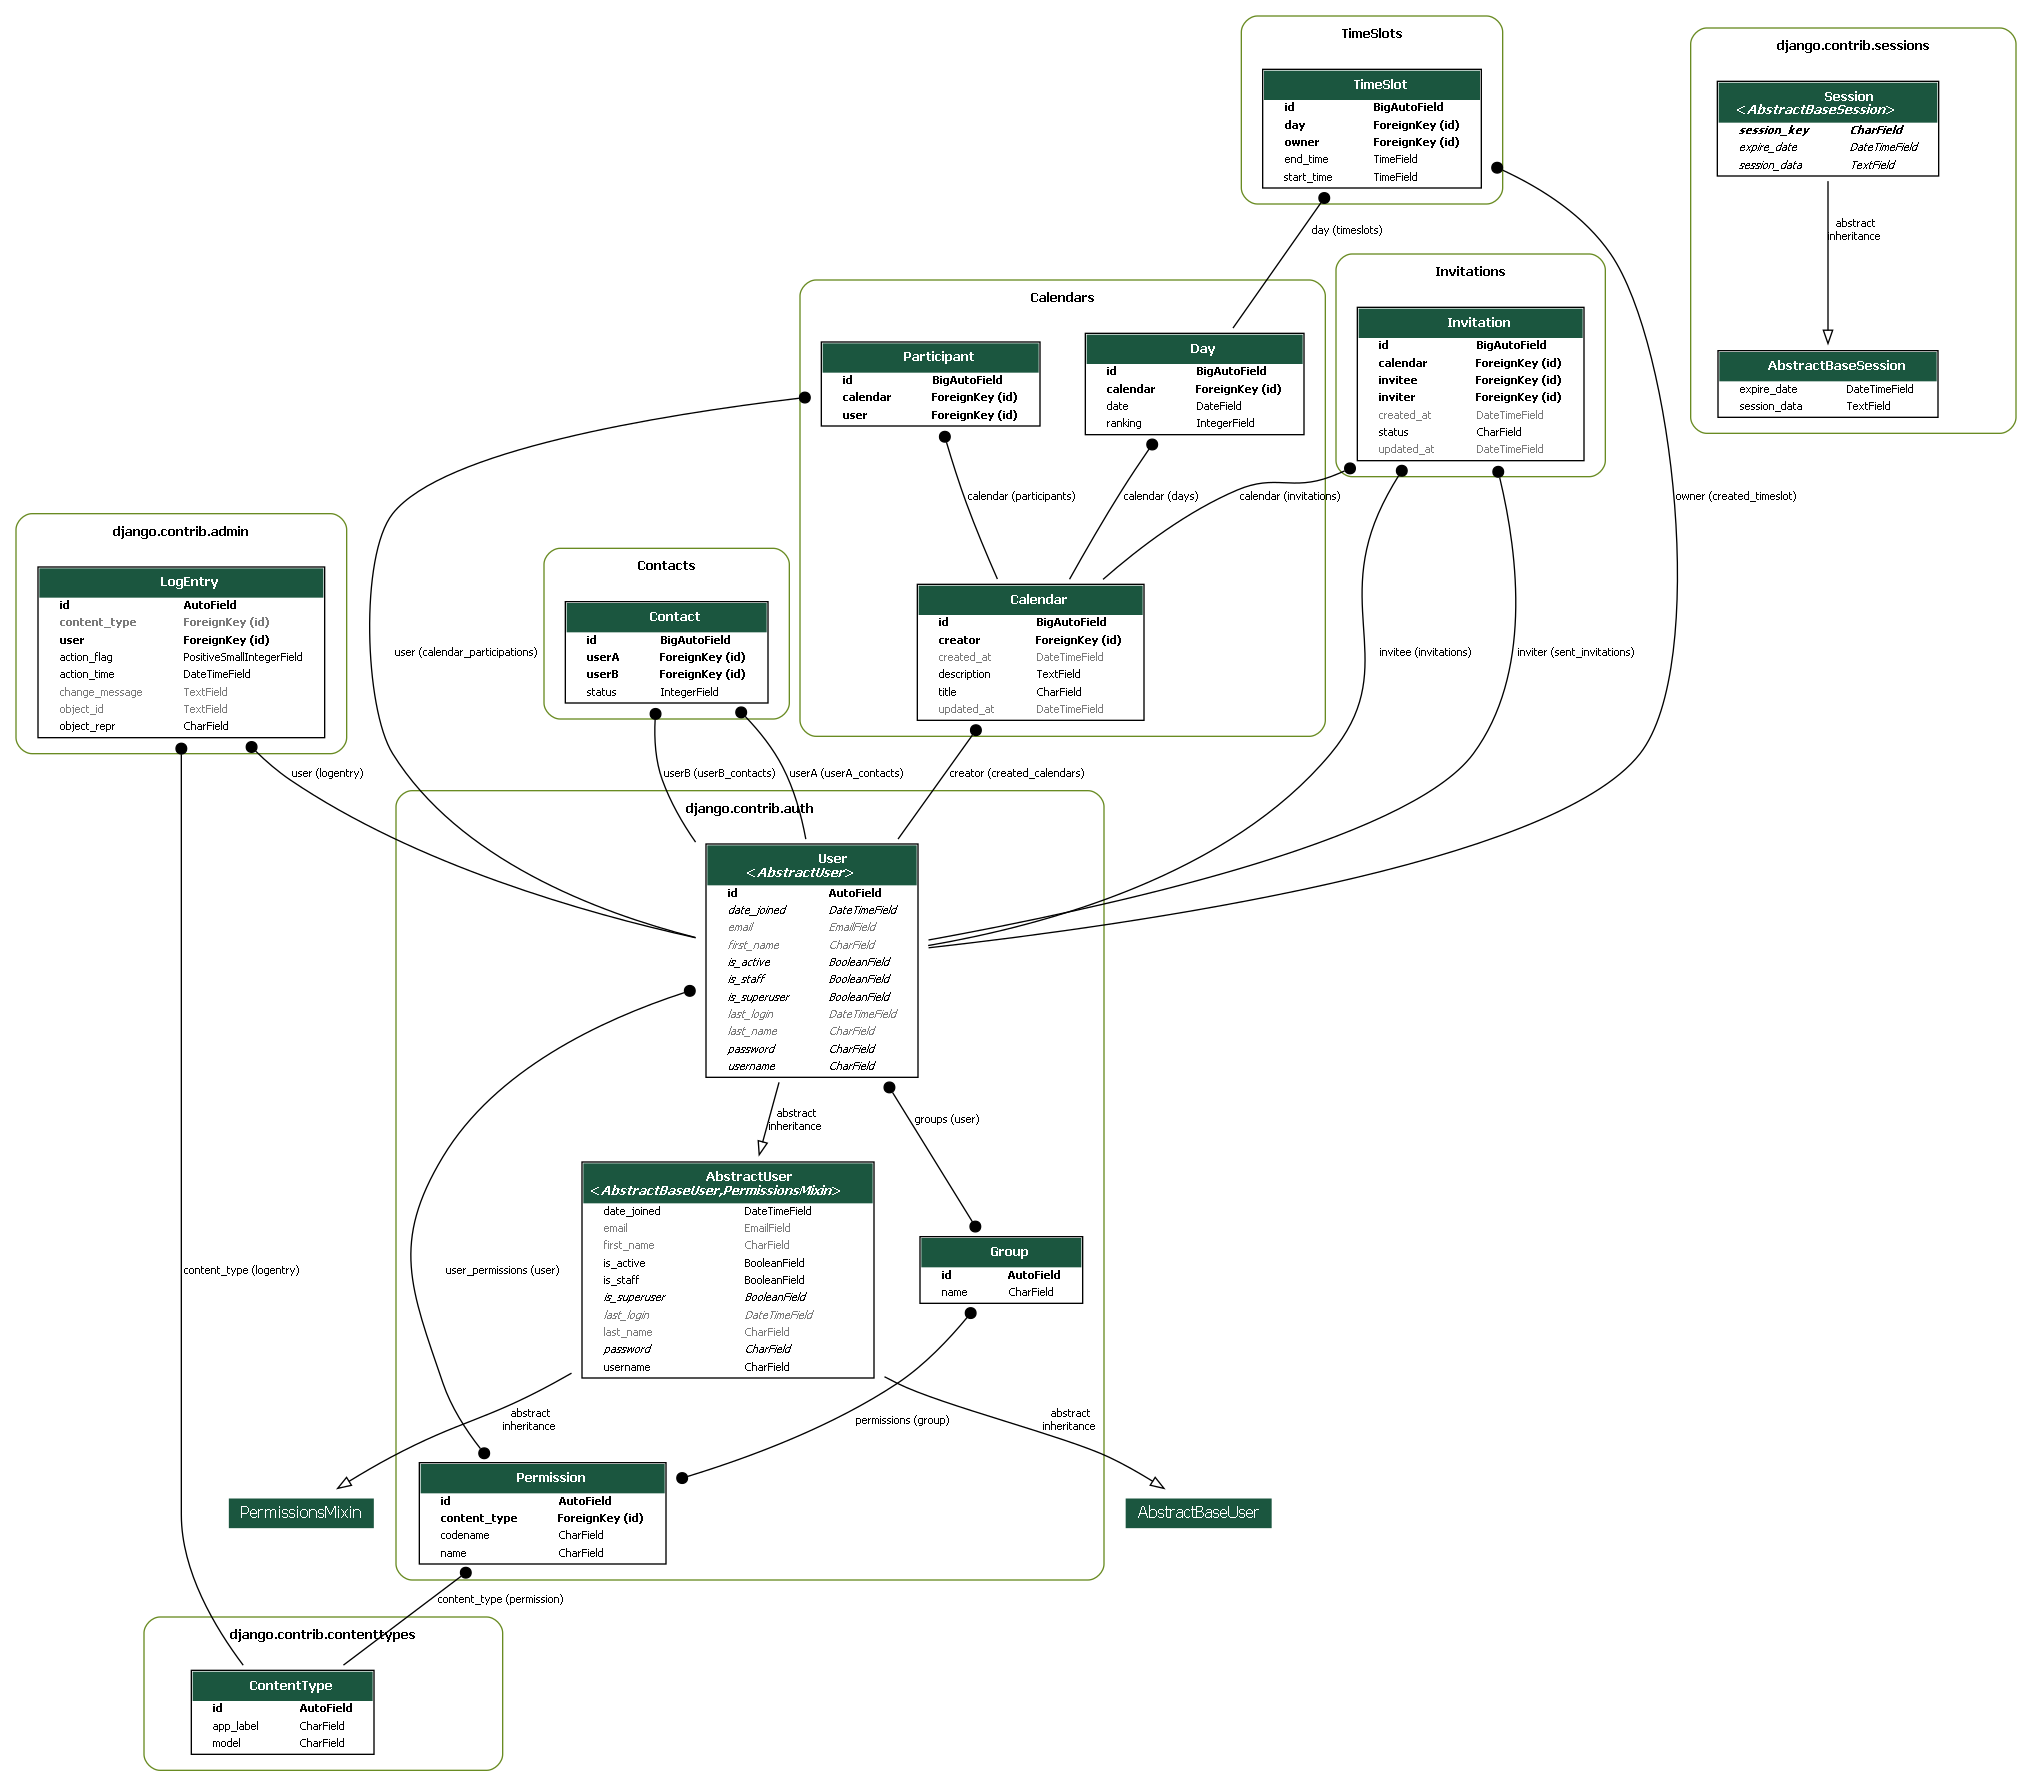 TimeSlots
TimeSlot
id BigAutoField
day ForeignKey (id)
owner ForeignKey (id)
end_time TimeField
start_time TimeField
django.contrib.sessions
Session
<AbstractBaseSession>
session_key CharField
expire_date DateTimeField
session_data TextField
abstract
inheritance
AbstractBaseSession
expire_date DateTimeField
session_data TextField
day (timeslots)
Calendars
Participant
id BigAutoField
calendar ForeignKey (id)
user ForeignKey (id)
Day
id BigAutoField
calendar ForeignKey (id)
date DateField
ranking IntegerField
Invitations
Invitation
id BigAutoField
calendar ForeignKey (id)
invitee ForeignKey (id)
inviter ForeignKey (id)
created_at DateTimeField
status CharField
updated_at DateTimeField
calendar (participants)
calendar (days)
calendar (invitations)
owner (created_timeslot)
django.contrib.admin
LogEntry
id AutoField
content_type ForeignKey (id)
user ForeignKey (id)
action_flag PositiveSmallIntegerField
action_time DateTimeField
change_message TextField
object_id TextField
object_repr CharField
user (calendar_participations)
Contacts
Contact
id BigAutoField
userA ForeignKey (id)
userB ForeignKey (id)
status IntegerField
Calendar
id BigAutoField
creator ForeignKey (id)
created_at DateTimeField
description TextField
title CharField
updated_at DateTimeField
invitee (invitations)
inviter (sent_invitations)
user (logentry)
userB (userB_contacts)
userA (userA_contacts)
creator (created_calendars)
django.contrib.auth
User
<AbstractUser>
id AutoField
date_joined DateTimeField
email EmailField
first_name CharField
is_active BooleanField
is_staff BooleanField
is_superuser BooleanField
last_login DateTimeField
last_name CharField
password CharField
username CharField
abstract
inheritance
groups (user)
AbstractUser
<AbstractBaseUser,PermissionsMixin>
date_joined DateTimeField
email EmailField
first_name CharField
is_active BooleanField
is_staff BooleanField
is_superuser BooleanField
last_login DateTimeField
last_name CharField
password CharField
username CharField
Group
id AutoField
name CharField
content_type (logentry)
user_permissions (user)
abstract
inheritance
permissions (group)
abstract
inheritance
PermissionsMixin
Permission
id AutoField
content_type ForeignKey (id)
codename CharField
name CharField
AbstractBaseUser
content_type (permission)
django.contrib.contenttypes
ContentType
id AutoField
app_label CharField
model CharField